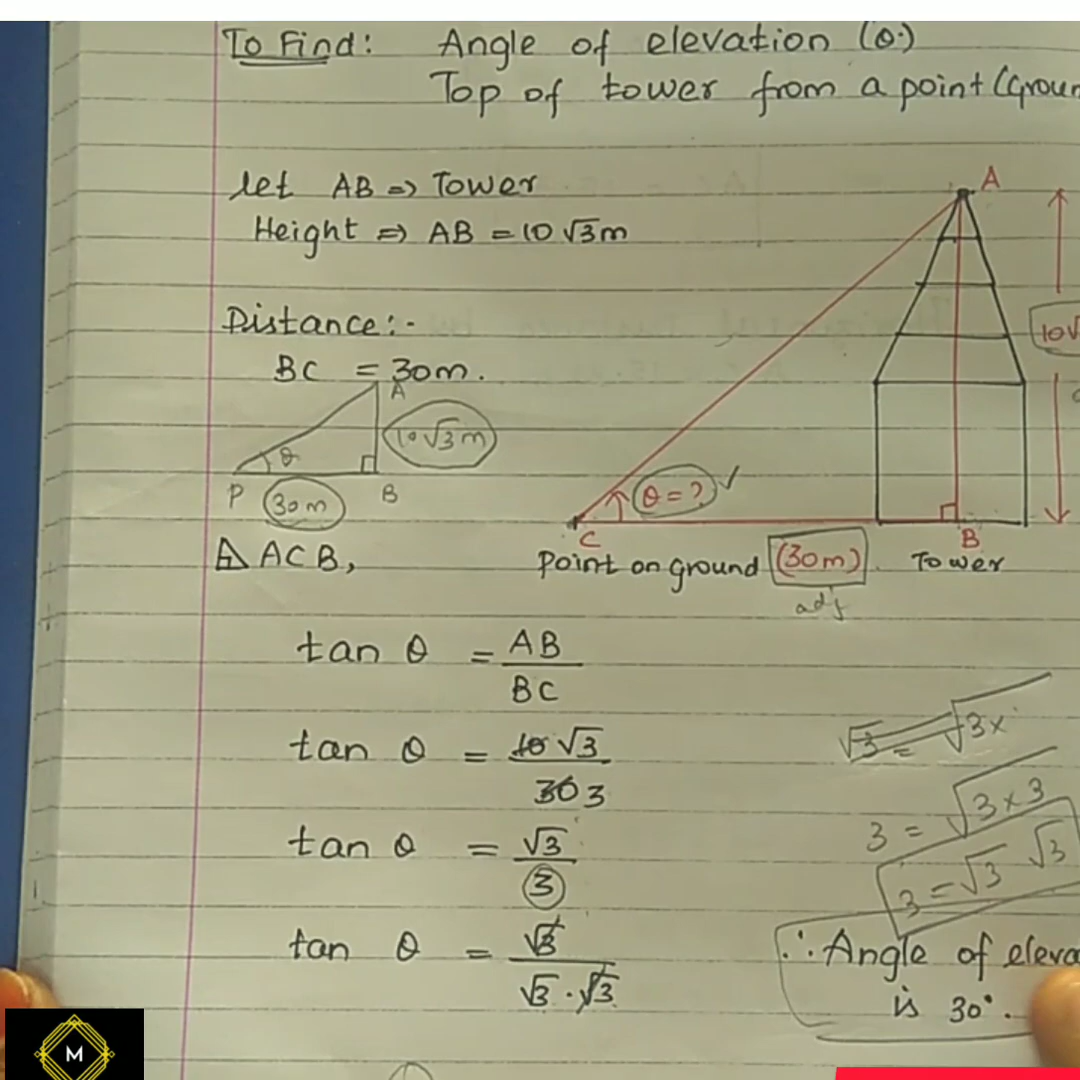 To Find: Angle of elevation (θ.)
Top of tower from a point (Groun
let AB => Tower
Height => AB = 10√3m
Distance:-
BC = 30m.
A
10√3m
θ
P
30m
B
A
10√
θ = ?
C
B
Point on ground (30m) Tower
adj
△ ACB,
tan θ = AB/BC
tan θ = 10√3/30 3
tan θ = √3/3
tan θ = √3/√3·√3
√3 = √3×
3 = √3×3
3 = √3 √3
∴ Angle of eleva
is 30°.
M